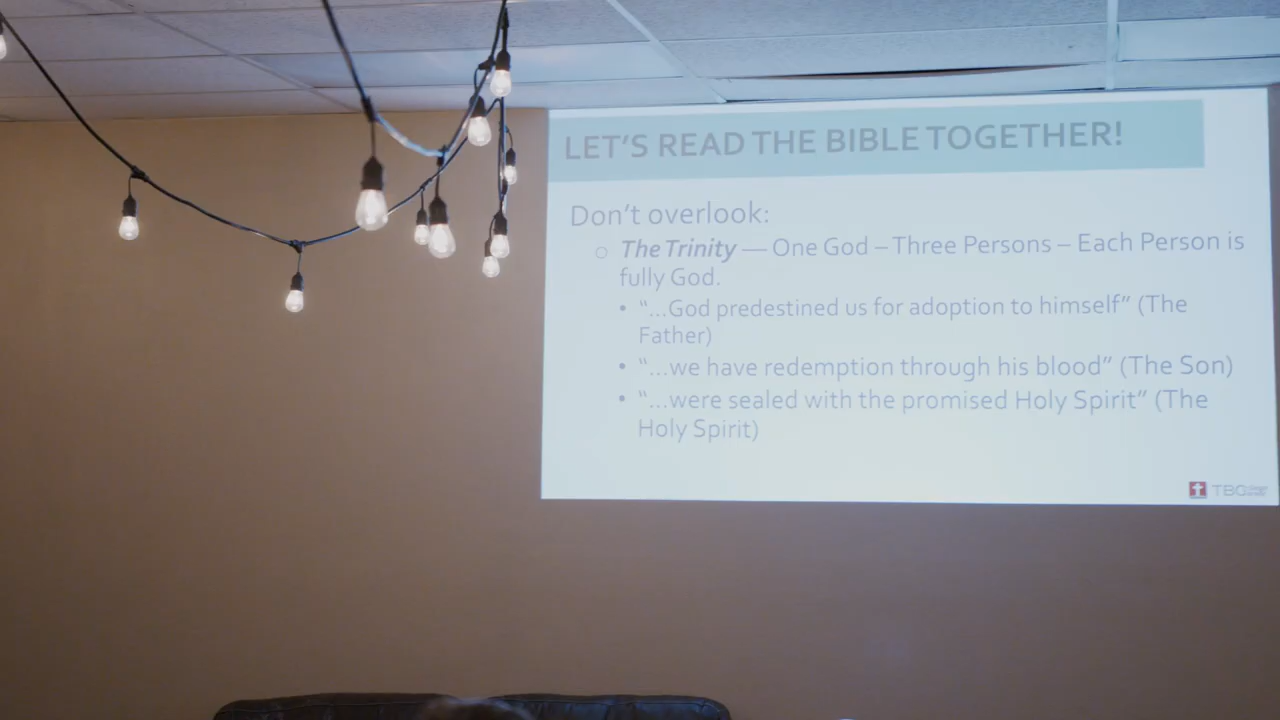 LET'S READ THE BIBLE TOGETHER!
Don't overlook:
The Trinity — One God – Three Persons – Each Person is
fully God.
• "...God predestined us for adoption to himself" (The
Father)
• "...we have redemption through his blood" (The Son)
• "...were sealed with the promised Holy Spirit" (The
Holy Spirit)
TBC